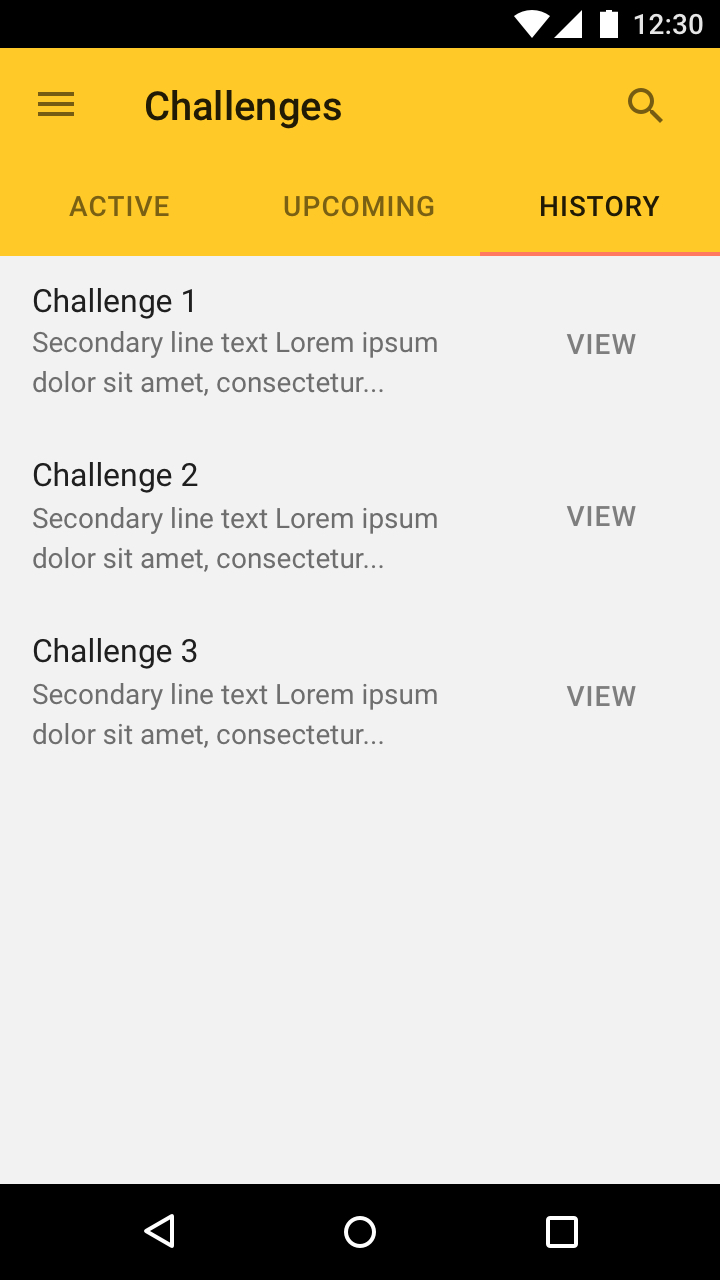 12:30
Challenges
ACTIVE UPCOMING HISTORY
Challenge 1
Secondary line text Lorem ipsum
dolor sit amet, consectetur...
VIEW
Challenge 2
Secondary line text Lorem ipsum
dolor sit amet, consectetur...
VIEW
Challenge 3
Secondary line text Lorem ipsum
dolor sit amet, consectetur...
VIEW